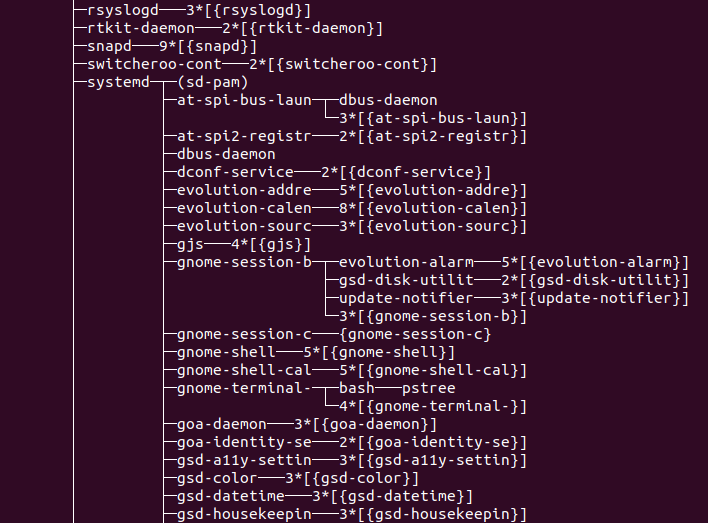 ├─rsyslogd───3*[{rsyslogd}]
├─rtkit-daemon───2*[{rtkit-daemon}]
├─snapd───9*[{snapd}]
├─switcheroo-cont───2*[{switcheroo-cont}]
├─systemd─┬─(sd-pam)
│         ├─at-spi-bus-laun─┬─dbus-daemon
│         │                 └─3*[{at-spi-bus-laun}]
│         ├─at-spi2-registr───2*[{at-spi2-registr}]
│         ├─dbus-daemon
│         ├─dconf-service───2*[{dconf-service}]
│         ├─evolution-addre───5*[{evolution-addre}]
│         ├─evolution-calen───8*[{evolution-calen}]
│         ├─evolution-sourc───3*[{evolution-sourc}]
│         ├─gjs───4*[{gjs}]
│         ├─gnome-session-b─┬─evolution-alarm───5*[{evolution-alarm}]
│         │                 ├─gsd-disk-utilit───2*[{gsd-disk-utilit}]
│         │                 ├─update-notifier───3*[{update-notifier}]
│         │                 └─3*[{gnome-session-b}]
│         ├─gnome-session-c───{gnome-session-c}
│         ├─gnome-shell───5*[{gnome-shell}]
│         ├─gnome-shell-cal───5*[{gnome-shell-cal}]
│         ├─gnome-terminal-─┬─bash───pstree
│         │                 └─4*[{gnome-terminal-}]
│         ├─goa-daemon───3*[{goa-daemon}]
│         ├─goa-identity-se───2*[{goa-identity-se}]
│         ├─gsd-a11y-settin───3*[{gsd-a11y-settin}]
│         ├─gsd-color───3*[{gsd-color}]
│         ├─gsd-datetime───3*[{gsd-datetime}]
│         ├─gsd-housekeepin───3*[{gsd-housekeepin}]